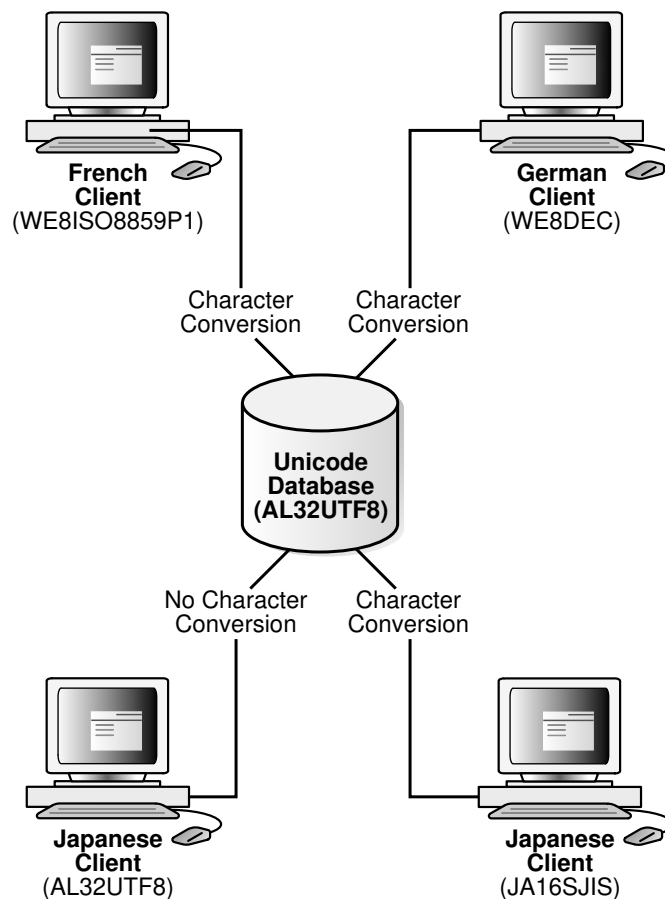 French
Client
(WE8ISO8859P1)
German
Client
(WE8DEC)
Character
Conversion
Character
Conversion
Unicode
Database
(AL32UTF8)
No Character
Conversion
Character
Conversion
Japanese
Client
(AL32UTF8)
Japanese
Client
(JA16SJIS)